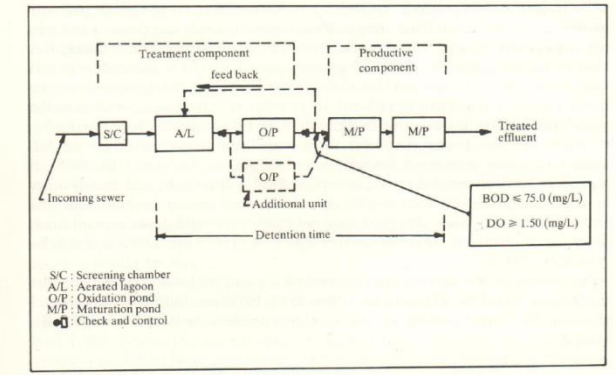 Treatment component
Productive
component
feed back
S/C
A/L
O/P
M/P
M/P
Treated
effluent
O/P
Incoming sewer
Additional unit
BOD ⩽ 75.0 (mg/L)
DO ⩾ 1.50 (mg/L)
Detention time
S/C : Screening chamber
A/L : Aerated lagoon
O/P : Oxidation pond
M/P : Maturation pond
: Check and control